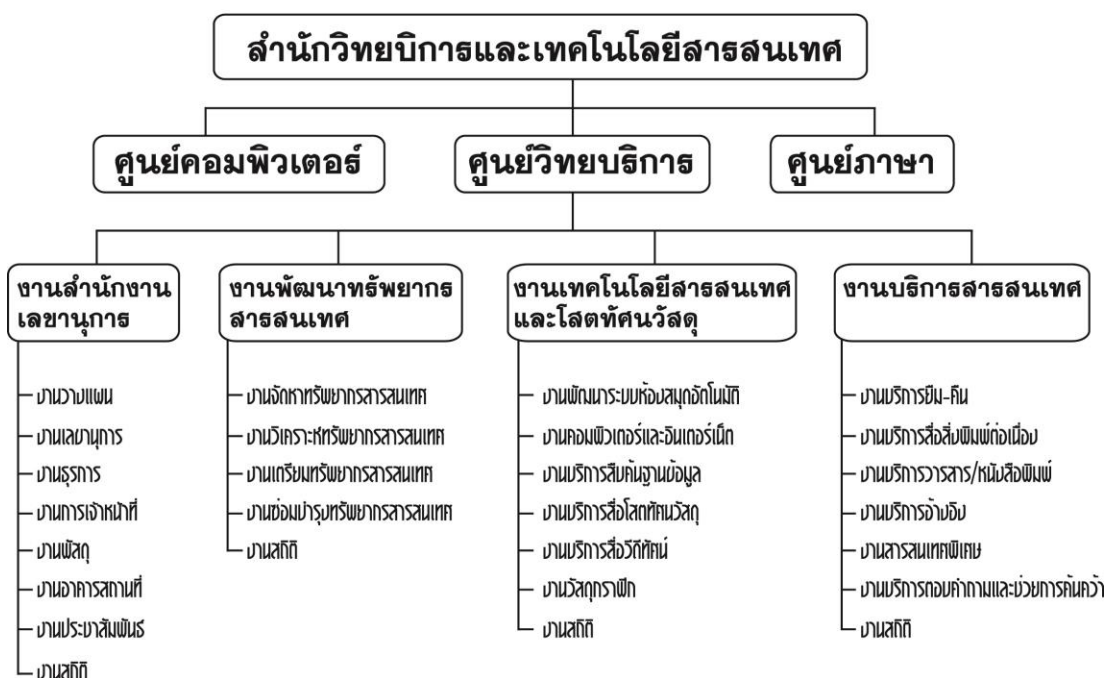 สำนักวิทยบิการและเทคโนโลยีสารสนเทศ
ศูนย์คอมพิวเตอร์
ศูนย์วิทยบริการ
ศูนย์ภาษา
งานสำนักงาน
เลขานุการ
งานวางแผน
งานเลขานุการ
งานธุรการ
งานการเจ้าหน้าที่
งานพัสดุ
งานอาคารสถานที่
งานประชาสัมพันธ์
งานสถิติ
งานพัฒนาทรัพยากร
สารสนเทศ
งานจัดหาทรัพยากรสารสนเทศ
งานวิเคราะห์ทรัพยากรสารสนเทศ
งานเตรียมทรัพยากรสารสนเทศ
งานซ่อมบำรุงทรัพยากรสารสนเทศ
งานสถิติ
งานเทคโนโลยีสารสนเทศ
และโสตทัศนวัสดุ
งานพัฒนาระบบห้องสมุดอัตโนมัติ
งานคอมพิวเตอร์และอินเตอร์เน็ต
งานบริการสืบค้นฐานข้อมูล
งานบริการสื่อโสตทัศนวัสดุ
งานบริการสื่อวีดีทัศน์
งานวัสดุกราฟิก
งานสถิติ
งานบริการสารสนเทศ
งานบริการยืม-คืน
งานบริการสื่อสิ่งพิมพ์ต่อเนื่อง
งานบริการวารสาร/หนังสือพิมพ์
งานบริการอ้างอิง
งานสารสนเทศพิเศษ
งานบริการตอบคำถามและช่วยการค้นคว้า
งานสถิติ